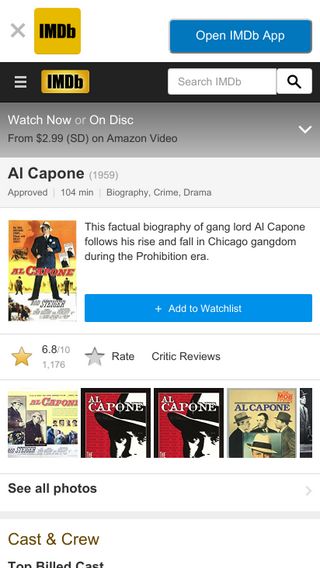 IMDb
Open IMDb App
IMDb
Search IMDb
Watch Now or On Disc
From $2.99 (SD) on Amazon Video
Al Capone (1959)
Approved | 104 min | Biography, Crime, Drama
AL CAPONE
ROD STEIGER
This factual biography of gang lord Al Capone
follows his rise and fall in Chicago gangdom
during the Prohibition era.
+ Add to Watchlist
6.8/10
1,176
Rate
Critic Reviews
AL CAPONE
AL CAPONE
THE
AL CAPONE
THE
AL CAPONE
See all photos
Cast & Crew
Top Billed Cast